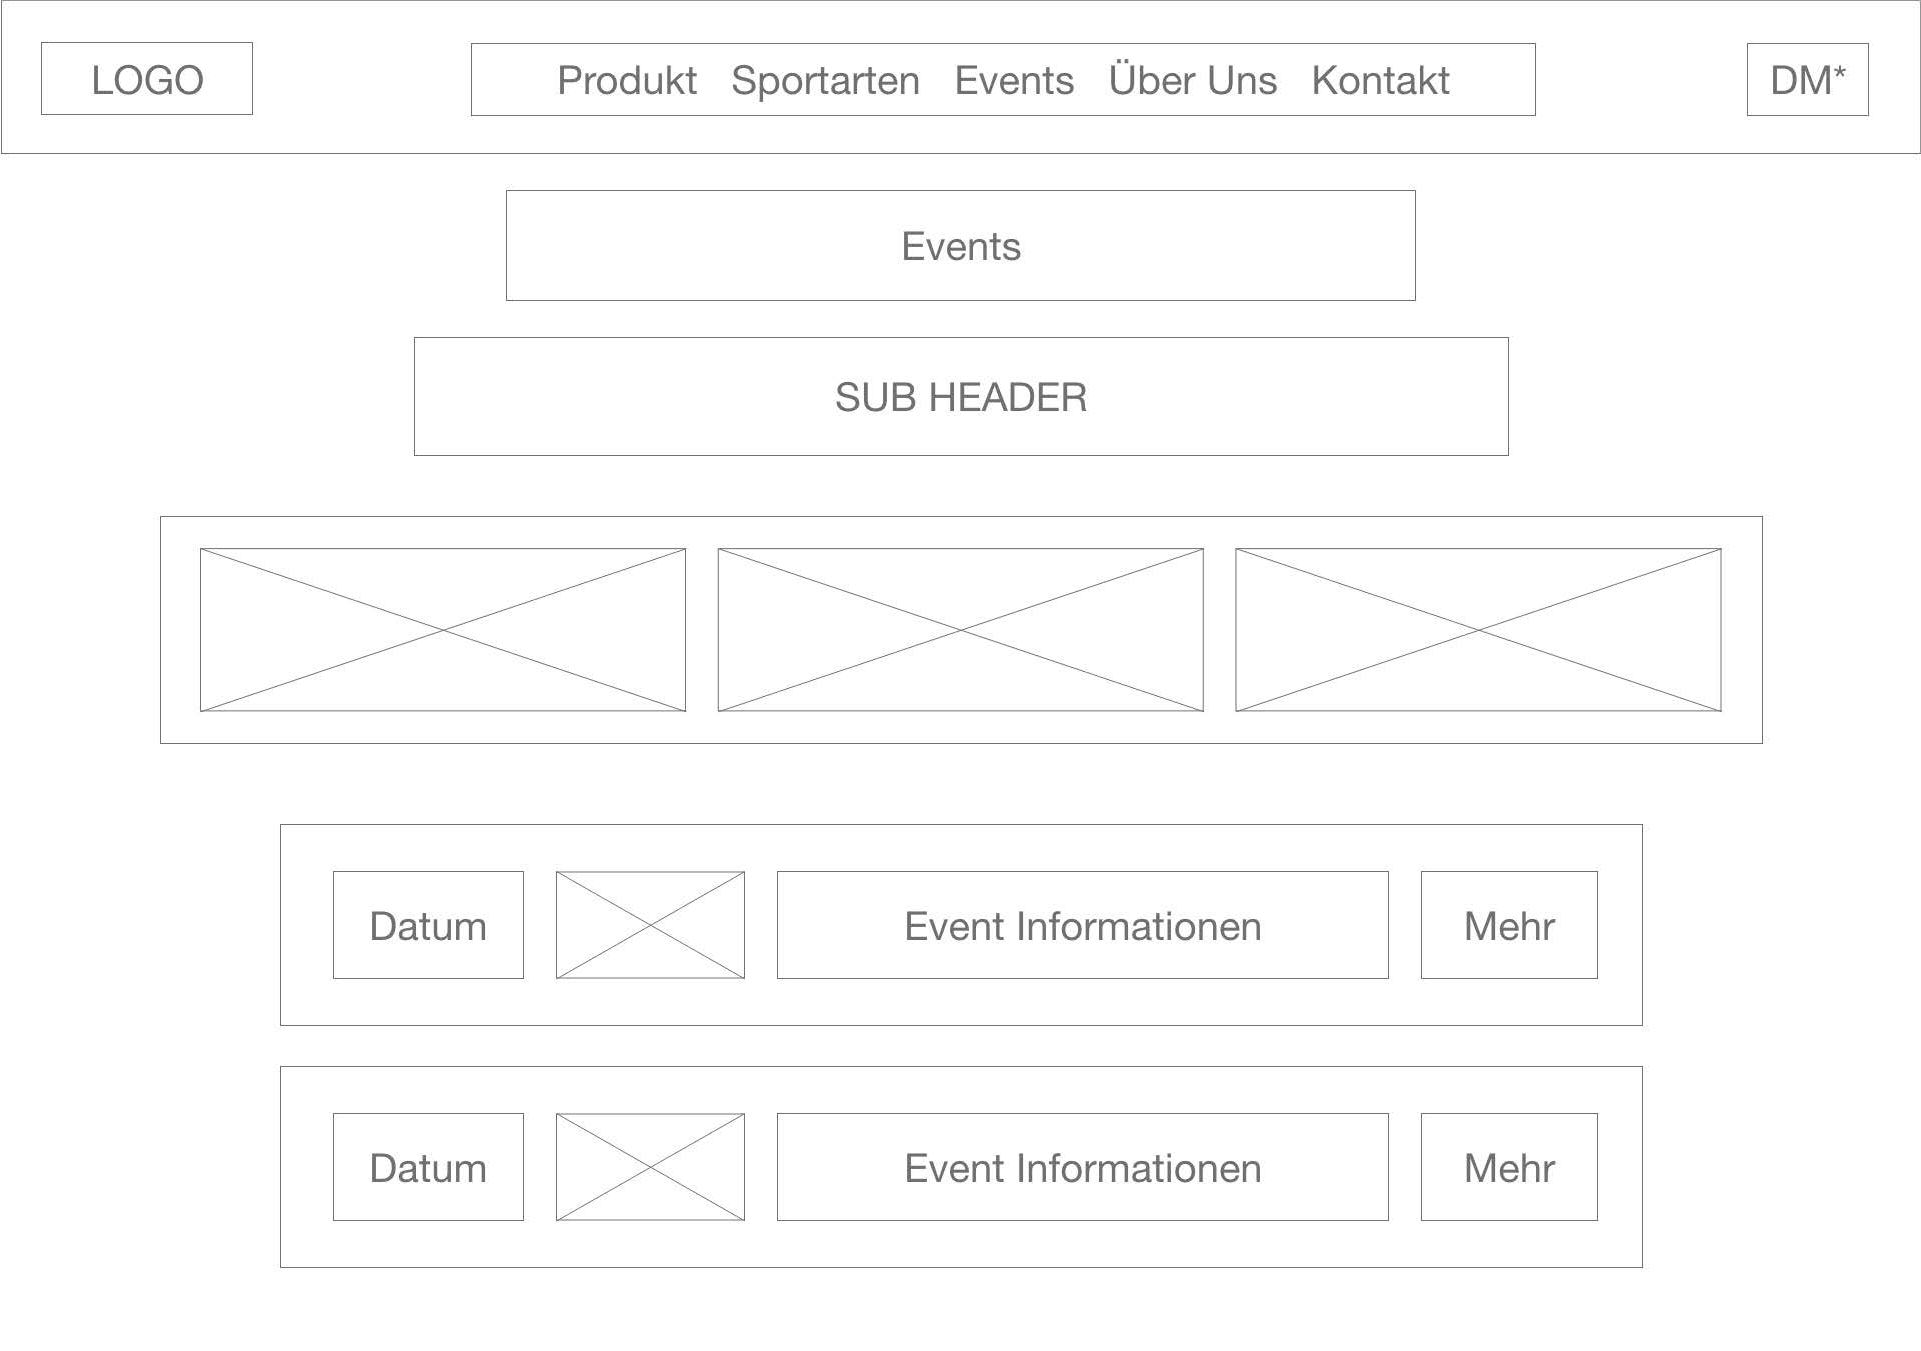 LOGO
Produkt Sportarten Events Über Uns Kontakt
DM*
Events
SUB HEADER
Datum
Event Informationen
Mehr
Datum
Event Informationen
Mehr